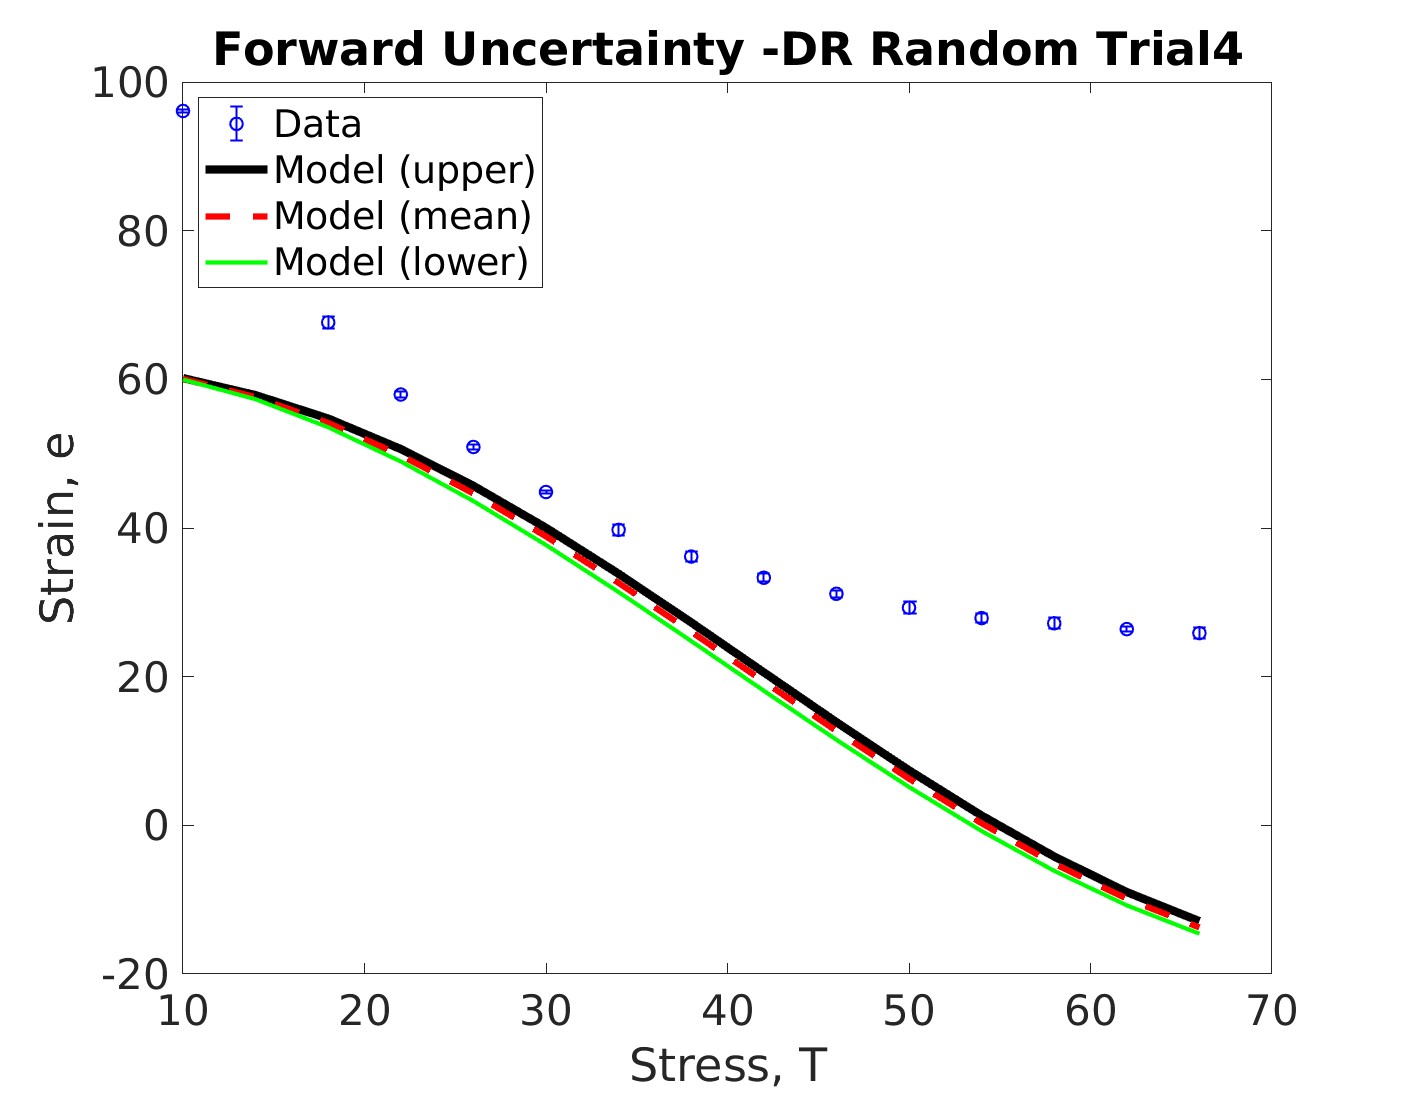 Forward Uncertainty -DR Random Trial4
100
80
60
40
20
0
-20
Data
Model (upper)
Model (mean)
Model (lower)
Strain, e
10 20 30 40 50 60 70
Stress, T